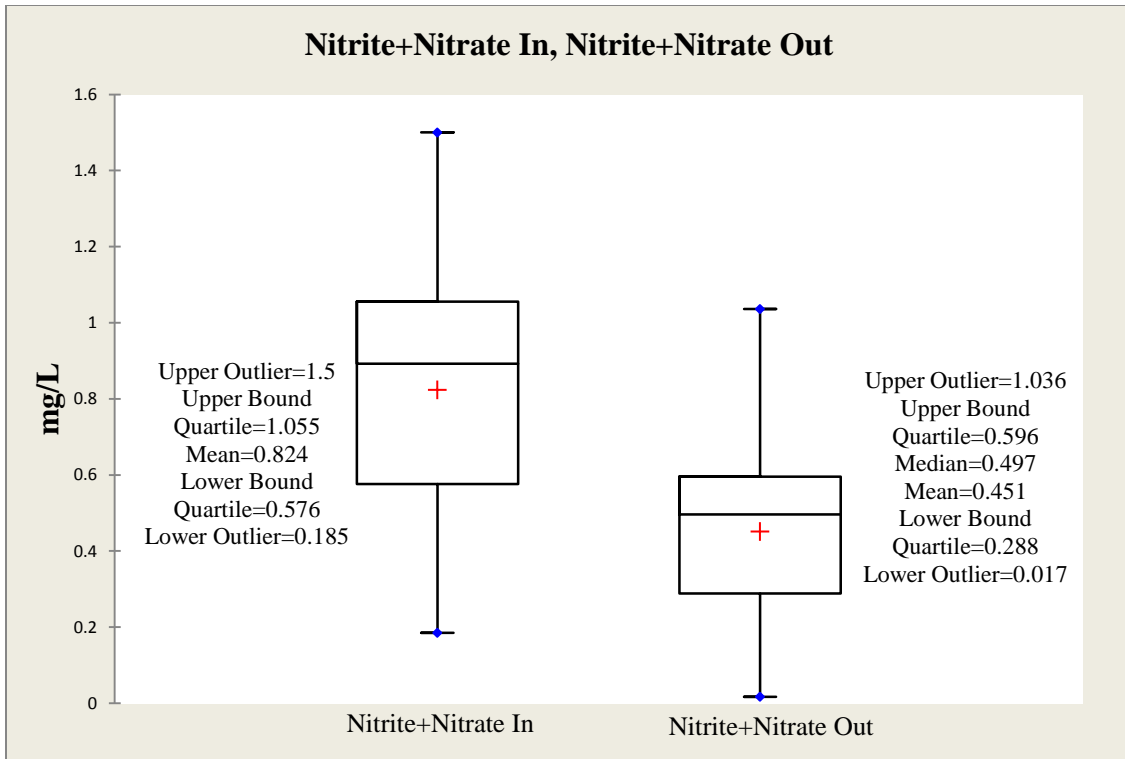 Nitrite+Nitrate In, Nitrite+Nitrate Out
mg/L
1.6
1.4
1.2
1
0.8
0.6
0.4
0.2
0
Upper Outlier=1.5
Upper Bound
Quartile=1.055
Mean=0.824
Lower Bound
Quartile=0.576
Lower Outlier=0.185
Upper Outlier=1.036
Upper Bound
Quartile=0.596
Median=0.497
Mean=0.451
Lower Bound
Quartile=0.288
Lower Outlier=0.017
Nitrite+Nitrate In
Nitrite+Nitrate Out